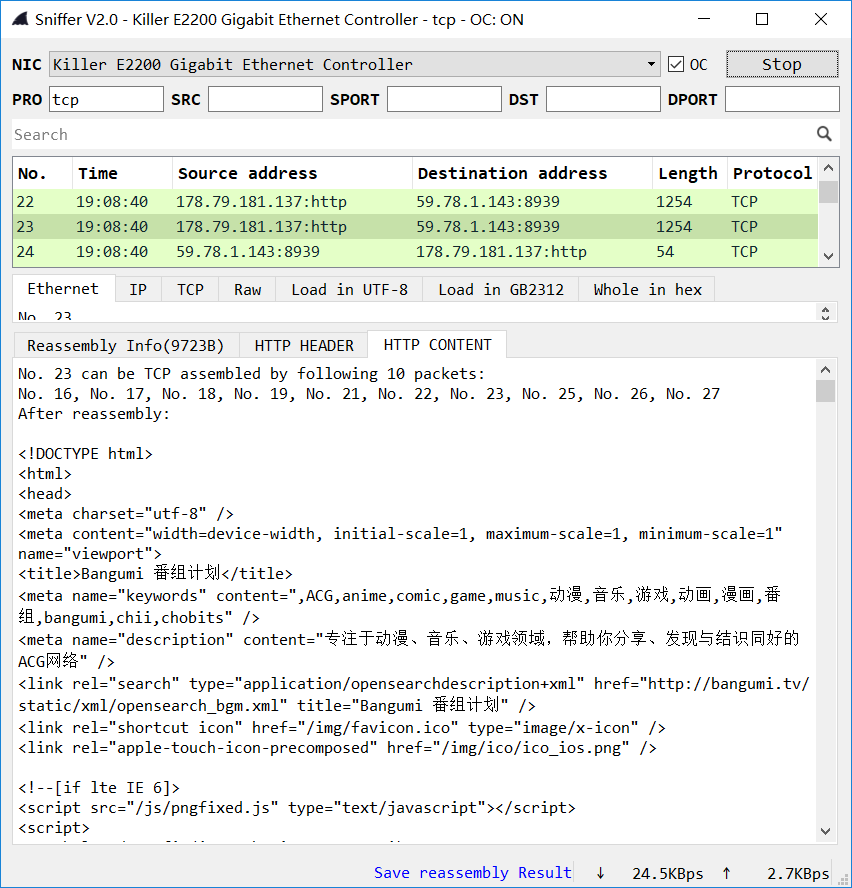 Sniffer V2.0 - Killer E2200 Gigabit Ethernet Controller - tcp - OC: ON
NIC Killer E2200 Gigabit Ethernet Controller OC Stop
PRO tcp SRC SPORT DST DPORT
Search
No. Time Source address Destination address Length Protocol
22 19:08:40 178.79.181.137:http 59.78.1.143:8939 1254 TCP
23 19:08:40 178.79.181.137:http 59.78.1.143:8939 1254 TCP
24 19:08:40 59.78.1.143:8939 178.79.181.137:http 54 TCP
Ethernet IP TCP Raw Load in UTF-8 Load in GB2312 Whole in hex
No. 23
Reassembly Info(9723B) HTTP HEADER HTTP CONTENT
No. 23 can be TCP assembled by following 10 packets:
No. 16, No. 17, No. 18, No. 19, No. 21, No. 22, No. 23, No. 25, No. 26, No. 27
After reassembly:
<!DOCTYPE html>
<html>
<head>
<meta charset="utf-8" />
<meta content="width=device-width, initial-scale=1, maximum-scale=1, minimum-scale=1"
name="viewport">
<title>Bangumi 番组计划</title>
<meta name="keywords" content=",ACG,anime,comic,game,music,动漫,音乐,游戏,动画,漫画,番
组,bangumi,chii,chobits" />
<meta name="description" content="专注于动漫、音乐、游戏领域，帮助你分享、发现与结识同好的
ACG网络" />
<link rel="search" type="application/opensearchdescription+xml" href="http://bangumi.tv/
static/xml/opensearch_bgm.xml" title="Bangumi 番组计划" />
<link rel="shortcut icon" href="/img/favicon.ico" type="image/x-icon" />
<link rel="apple-touch-icon-precomposed" href="/img/ico/ico_ios.png" />
<!--[if lte IE 6]>
<script src="/js/pngfixed.js" type="text/javascript"></script>
<script>
Save reassembly Result ↓ 24.5KBps ↑ 2.7KBps